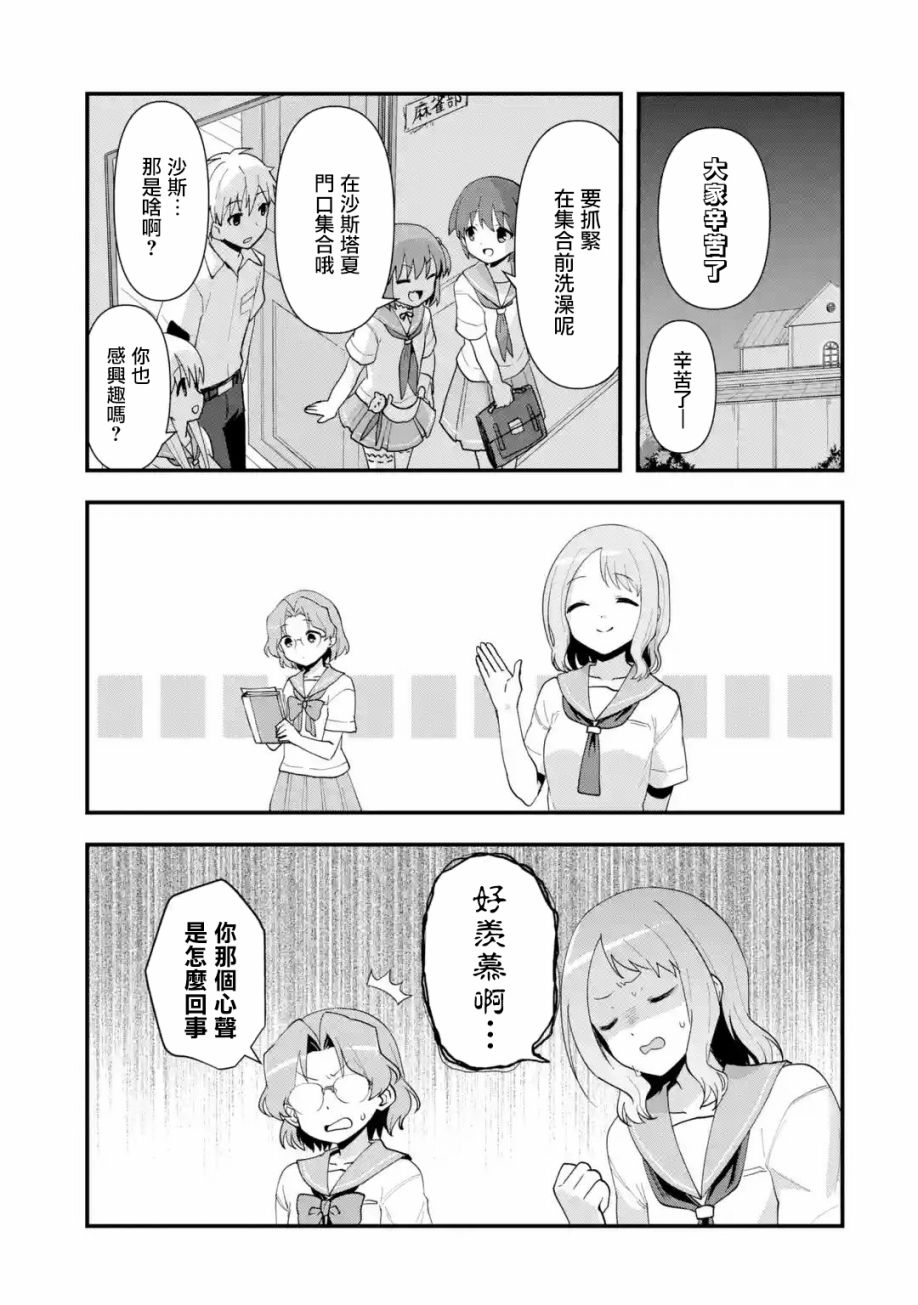 大家辛苦了
辛苦了—
麻雀部
要抓緊
在集合前洗澡呢
在沙斯塔夏
門口集合哦
沙斯…
那是啥啊？
你也
感興趣嗎？
好羨慕啊…
你那個心聲
是怎麼回事